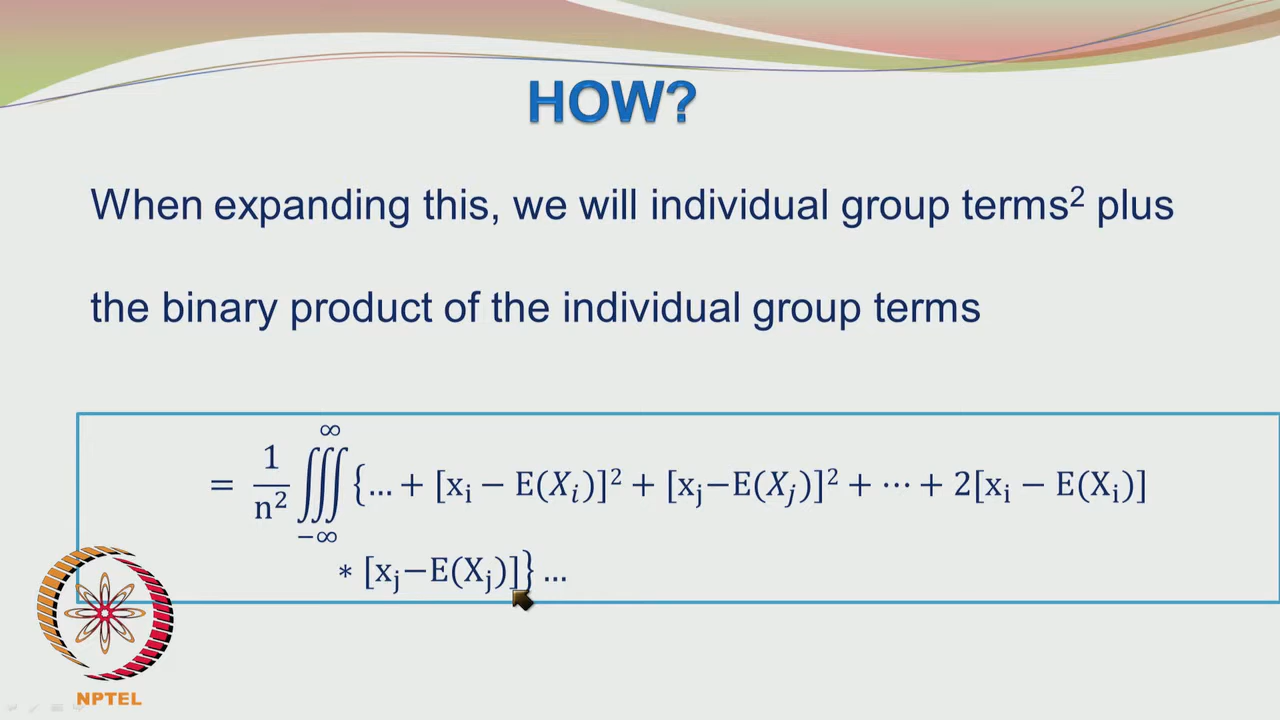 HOW?
When expanding this, we will individual group terms² plus
the binary product of the individual group terms
= 1/n² ∭_{−∞}^{∞} {… + [xᵢ − E(Xᵢ)]² + [xⱼ−E(Xⱼ)]² + ⋯ + 2[xᵢ − E(Xᵢ)]
∗ [xⱼ−E(Xⱼ)]} …
NPTEL